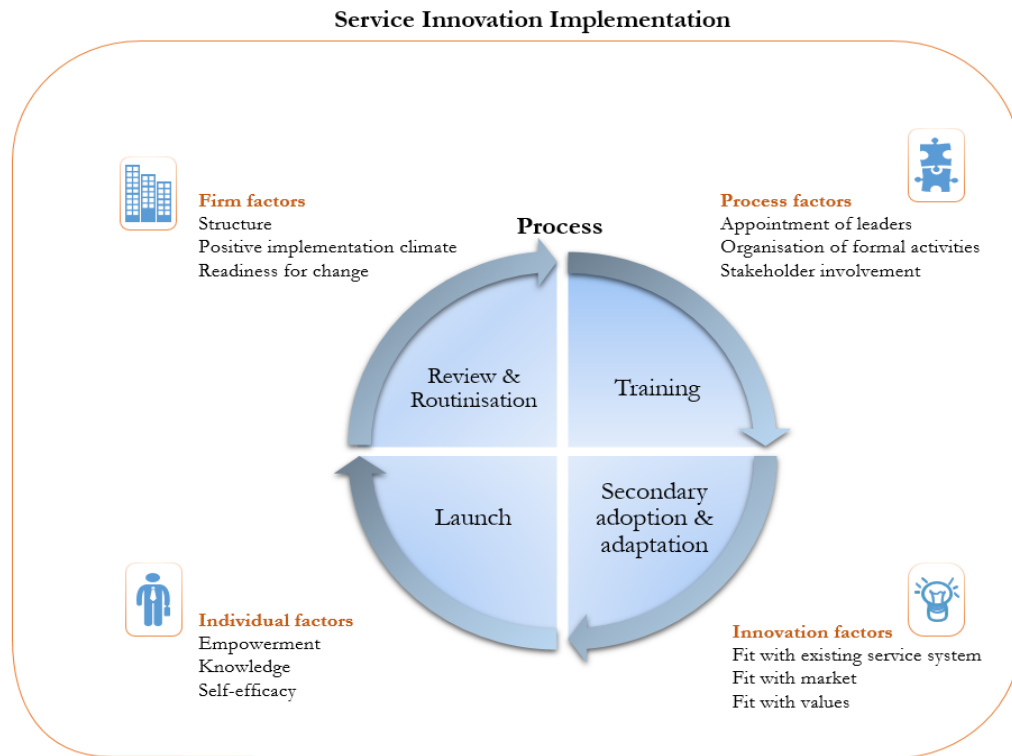 Service Innovation Implementation
Firm factors
Structure
Positive implementation climate
Readiness for change
Process factors
Appointment of leaders
Organisation of formal activities
Stakeholder involvement
Process
Review &
Routinisation
Training
Launch
Secondary
adoption &
adaptation
Individual factors
Empowerment
Knowledge
Self-efficacy
Innovation factors
Fit with existing service system
Fit with market
Fit with values